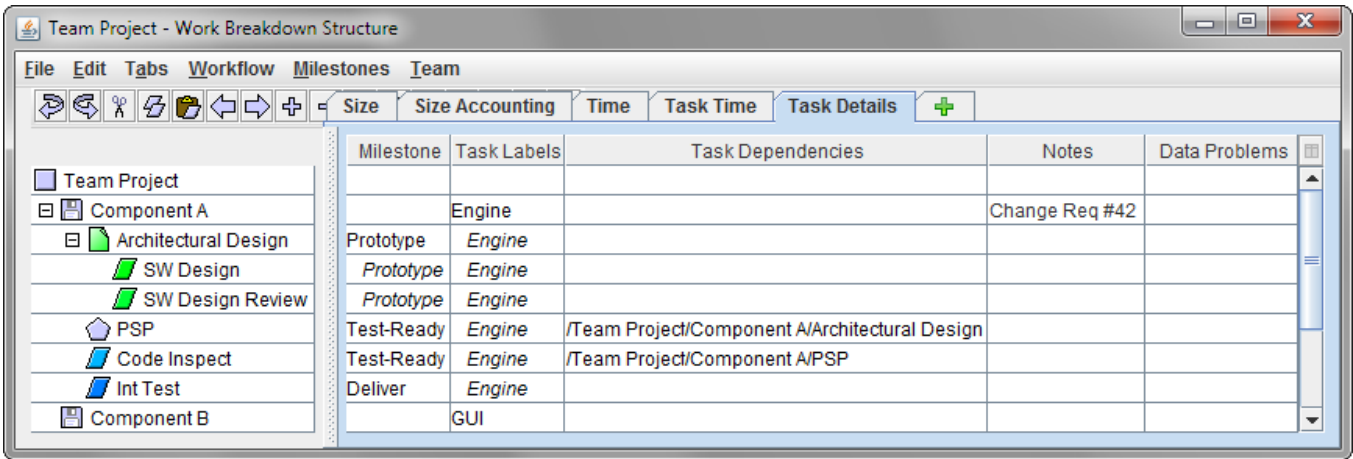 Team Project - Work Breakdown Structure
File Edit Tabs Workflow Milestones Team
Size Size Accounting Time Task Time Task Details
Milestone Task Labels Task Dependencies Notes Data Problems
Team Project
Component A Engine Change Req #42
Architectural Design Prototype Engine
SW Design Prototype Engine
SW Design Review Prototype Engine
PSP Test-Ready Engine /Team Project/Component A/Architectural Design
Code Inspect Test-Ready Engine /Team Project/Component A/PSP
Int Test Deliver Engine
Component B GUI